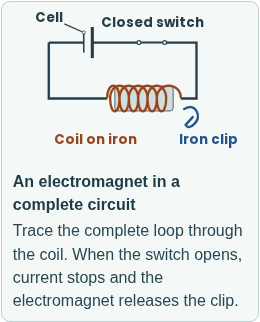 Cell
Closed switch
Coil on iron
Iron clip
An electromagnet in a
complete circuit
Trace the complete loop through
the coil. When the switch opens,
current stops and the
electromagnet releases the clip.